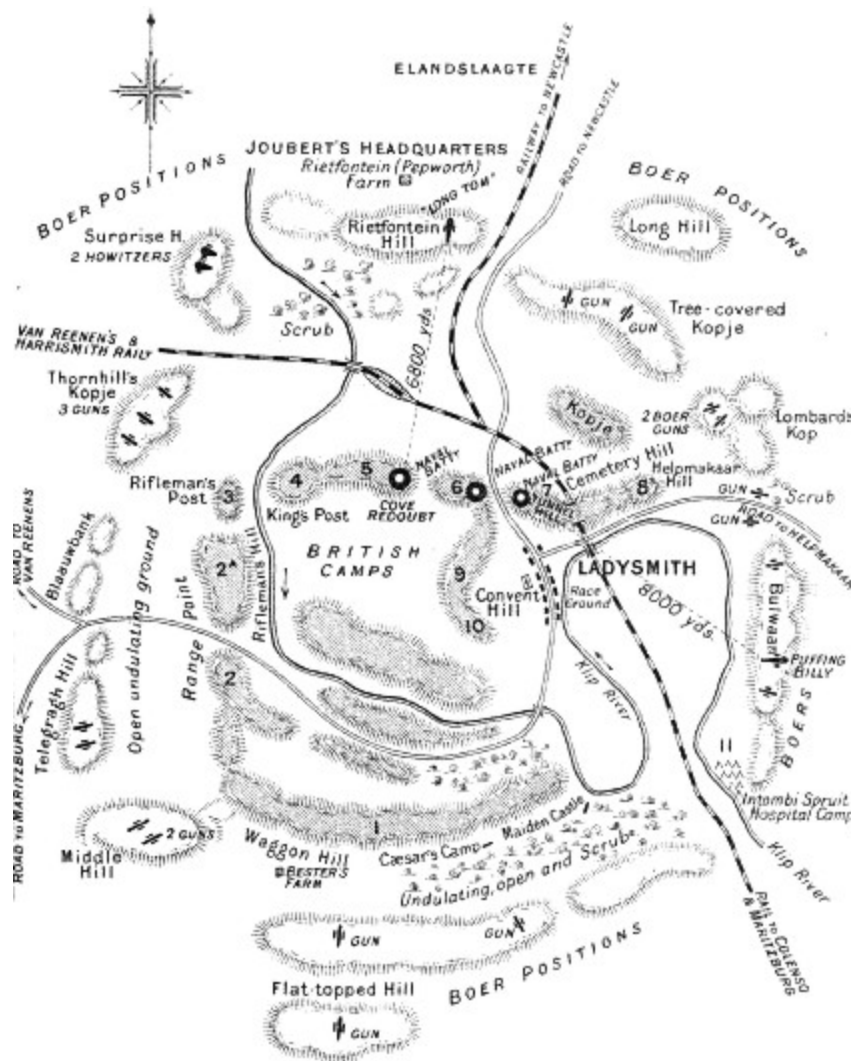 ELANDSLAAGTE
RAILWAY TO NEWCASTLE
ROAD TO NEWCASTLE
JOUBERT'S HEADQUARTERS
Rietfontein (Pepworth)
Farm
BOER POSITIONS
"LONG TOM"
Rietfontein
Hill
BOER POSITIONS
Long Hill
Surprise H.
2 HOWITZERS
Scrub
6800 yds
GUN
GUN
Tree-covered
Kopje
VAN REENEN'S &
HARRISMITH RAILY
Thornhill's
Kopje
3 GUNS
Kopje
2 BOER
GUNS
Lombards
Kop
Rifleman's
Post
3
4
King's Post
5
NAVAL
BATTY
COVE
REDOUBT
6
NAVAL BATTY
NAVAL BATTY
7
TUNNEL
HILL
Cemetery Hill
Helpmakaar
Hill
8
GUN
Scrub
GUN
ROAD TO HELPMAKAAR
ROAD TO
VAN REENENS
Blaauwbank
Open undulating ground
2A
Range Point
Rifleman's Hill
BRITISH
CAMPS
9
Convent
Hill
10
LADYSMITH
Race
Ground
8000 yds.
Bulwaan
PUFFING
BILLY
BOERS
Klip River
2
Telegragh Hill
ROAD TO MARITZBURG
11
Intombi Spruit
Hospital Camp
Klip River
2 GUNS
Middle
Hill
1
Waggon Hill
BESTER'S
FARM
Cæsar's Camp
Maiden Castle
Undulating, open and Scrub
RAIL TO COLENSO
& MARITZBURG
GUN
GUN
BOER POSITIONS
Flat-topped Hill
GUN